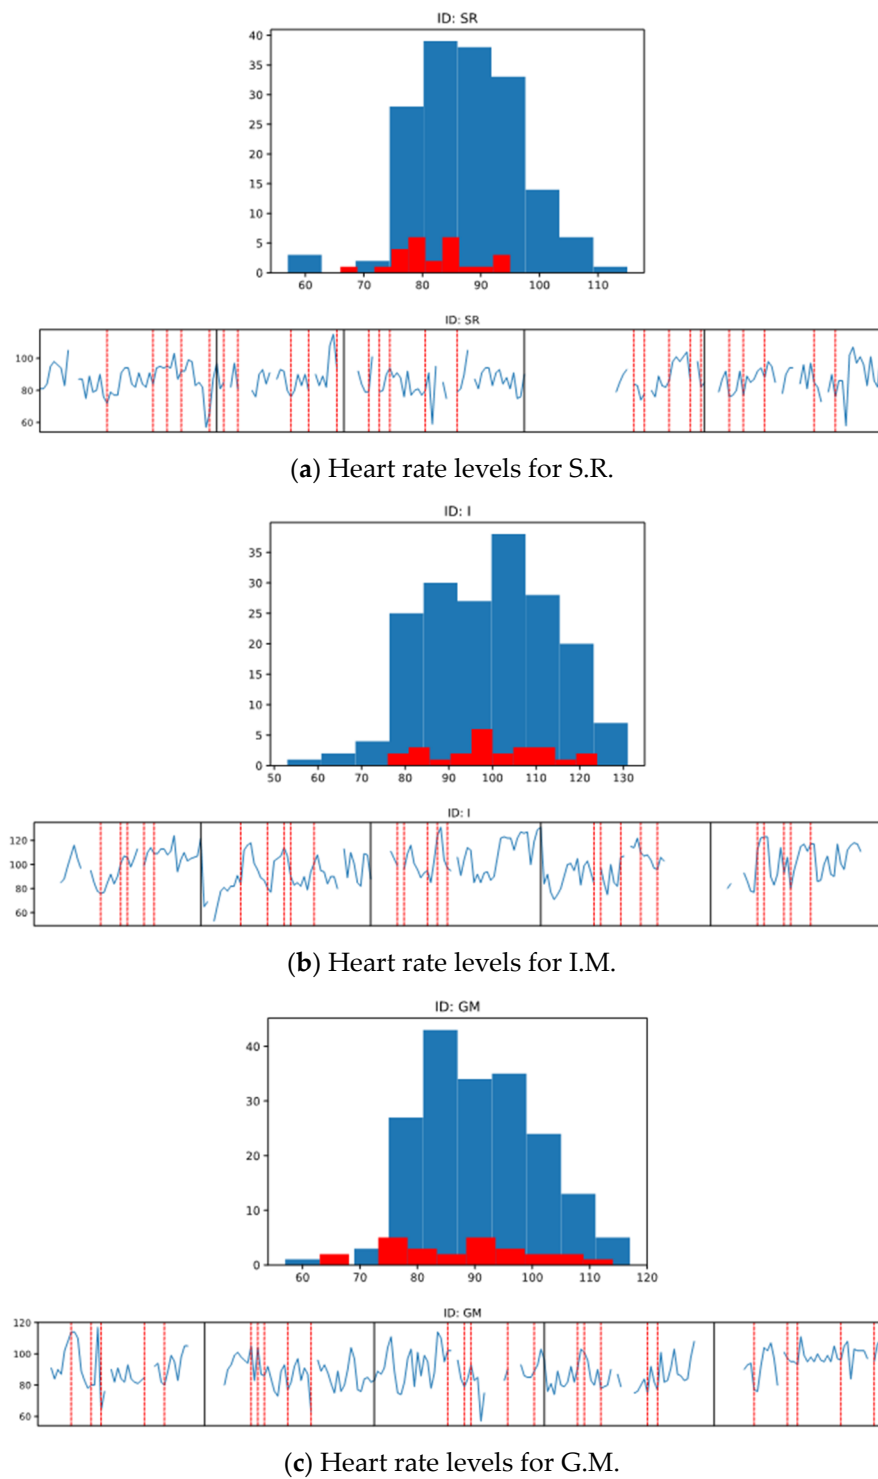 ID: SR
40
35
30
25
20
15
10
5
0
60 70 80 90 100 110
ID: SR
100
80
60
(a) Heart rate levels for S.R.
ID: I
35
30
25
20
15
10
5
0
50 60 70 80 90 100 110 120 130
ID: I
120
100
80
60
(b) Heart rate levels for I.M.
ID: GM
40
30
20
10
0
60 70 80 90 100 110 120
ID: GM
120
100
80
60
(c) Heart rate levels for G.M.